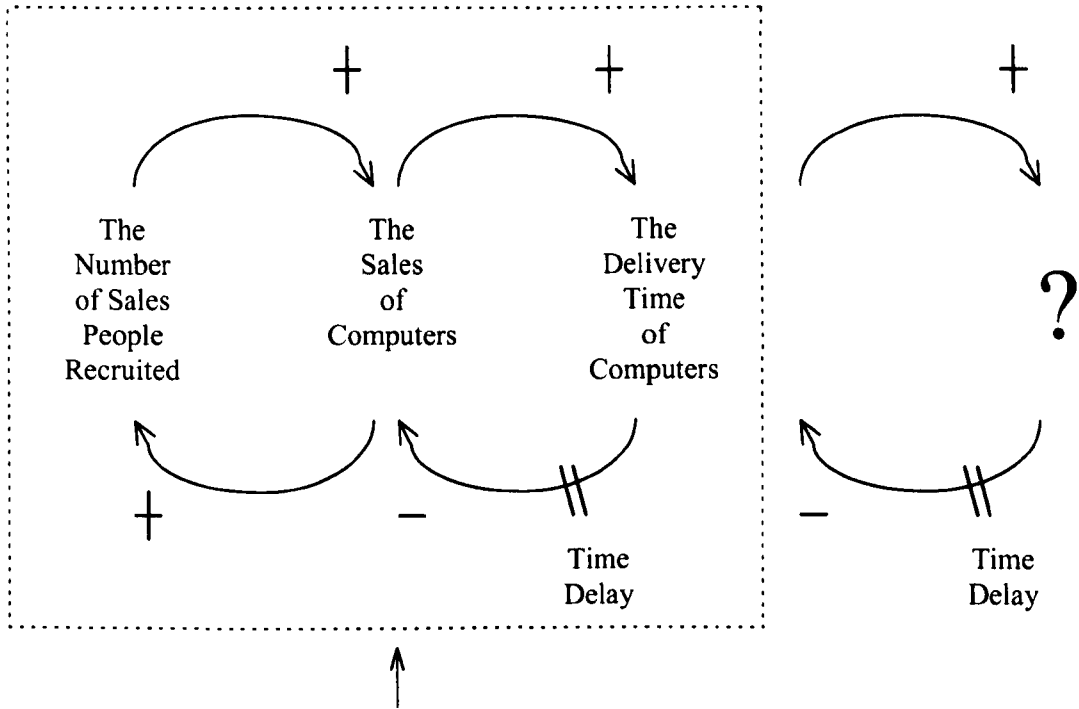 +
+
+
The
Number
of Sales
People
Recruited
The
Sales
of
Computers
The
Delivery
Time
of
Computers
?
+
−
−
Time
Delay
Time
Delay